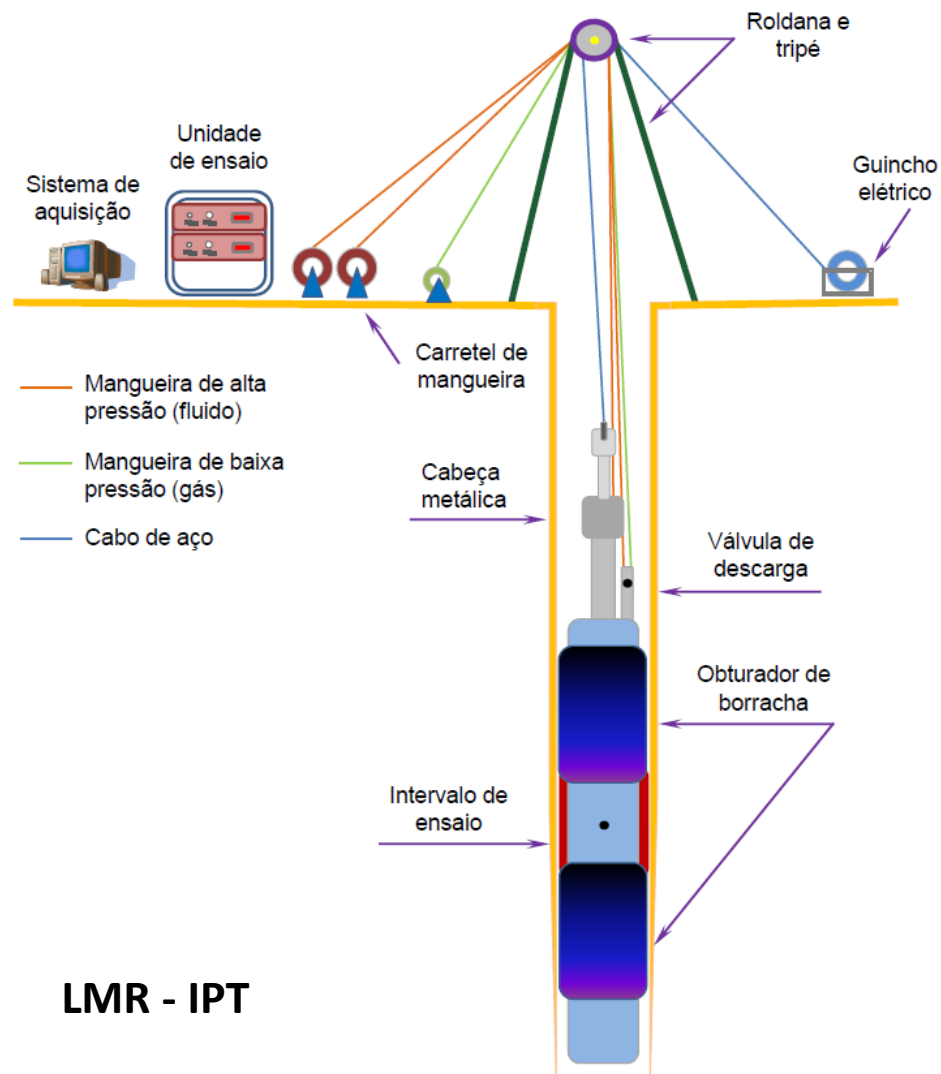 Roldana e
tripé
Unidade
de ensaio
Sistema de
aquisição
Guincho
elétrico
Carretel de
mangueira
Mangueira de alta
pressão (fluido)
Mangueira de baixa
pressão (gás)
Cabo de aço
Cabeça
metálica
Válvula de
descarga
Obturador de
borracha
Intervalo de
ensaio
LMR - IPT